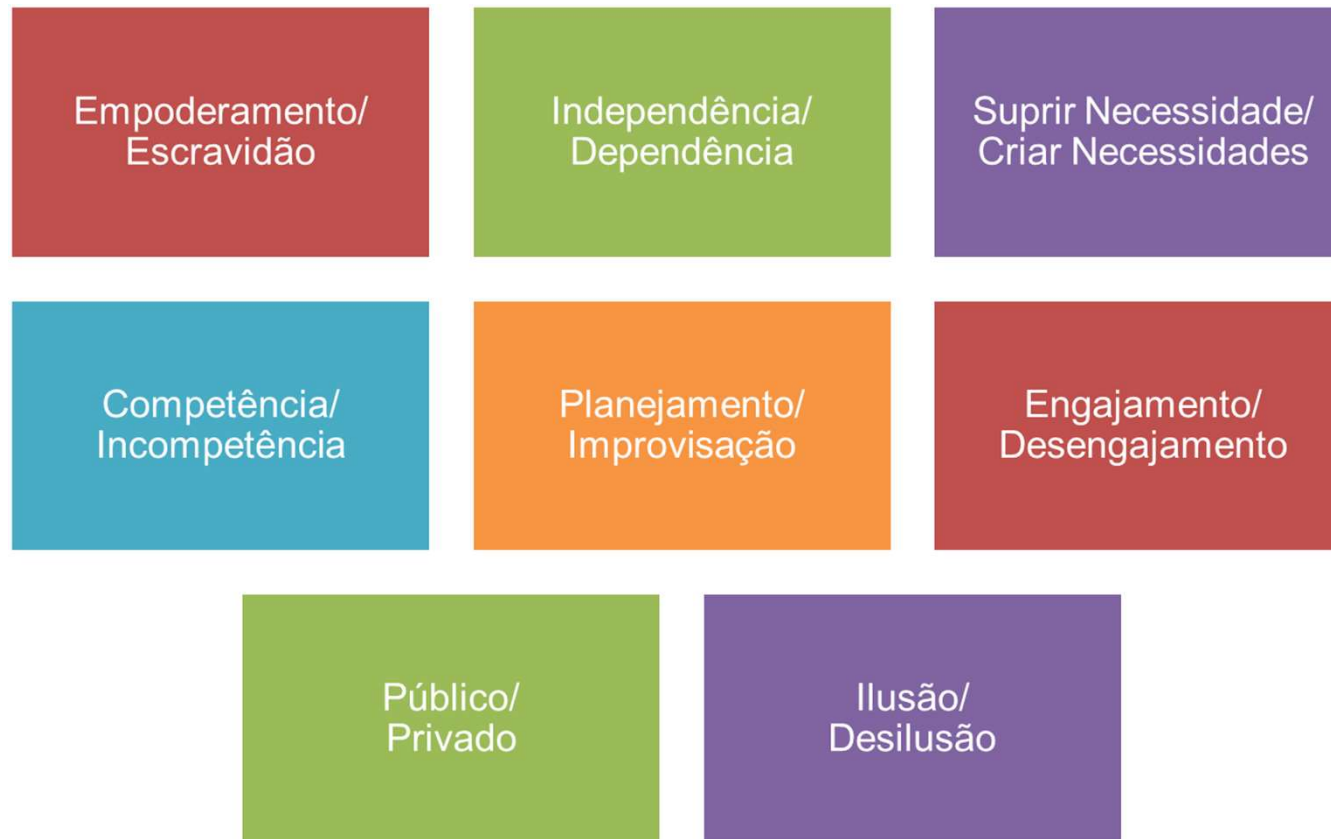 Empoderamento/
Escravidão
Independência/
Dependência
Suprir Necessidade/
Criar Necessidades
Competência/
Incompetência
Planejamento/
Improvisação
Engajamento/
Desengajamento
Público/
Privado
Ilusão/
Desilusão